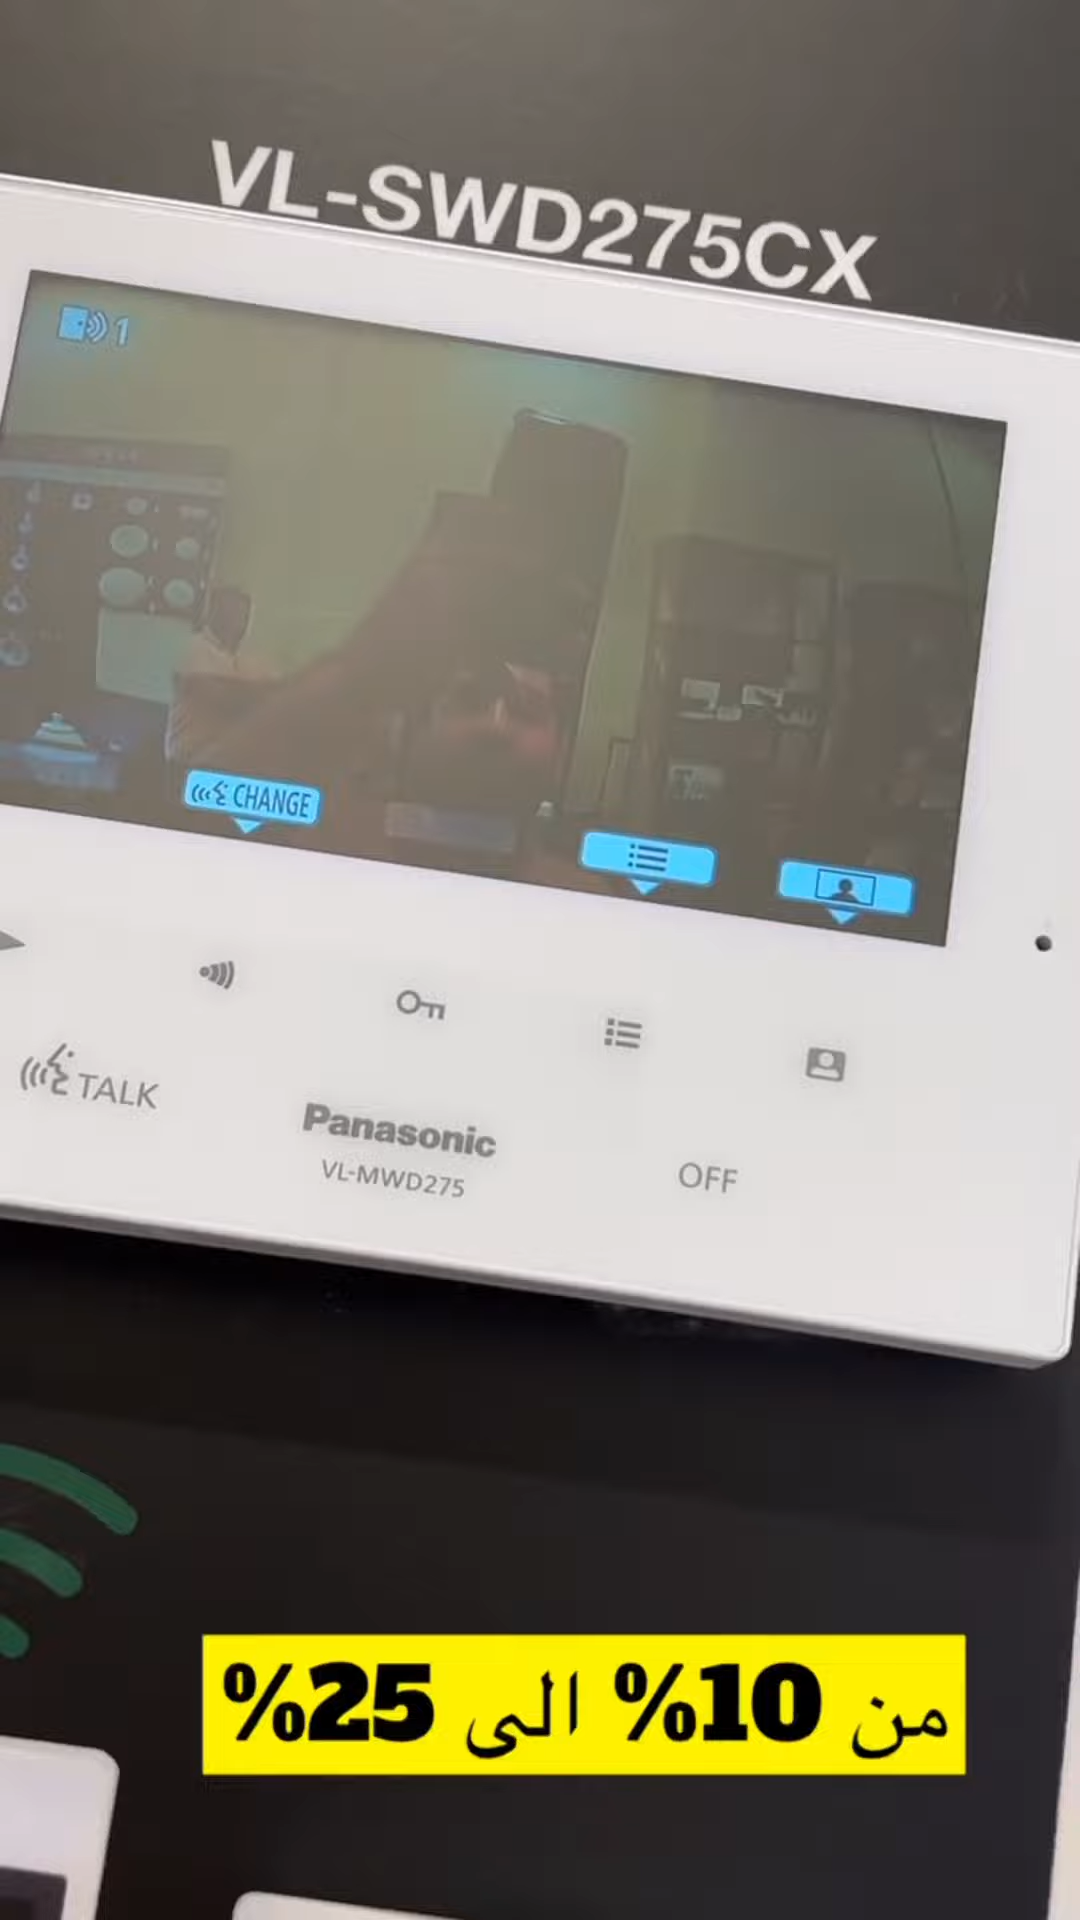 VL-SWD275CX
1
CHANGE
TALK
Panasonic
VL-MWD275
OFF
من 10% الى 25%